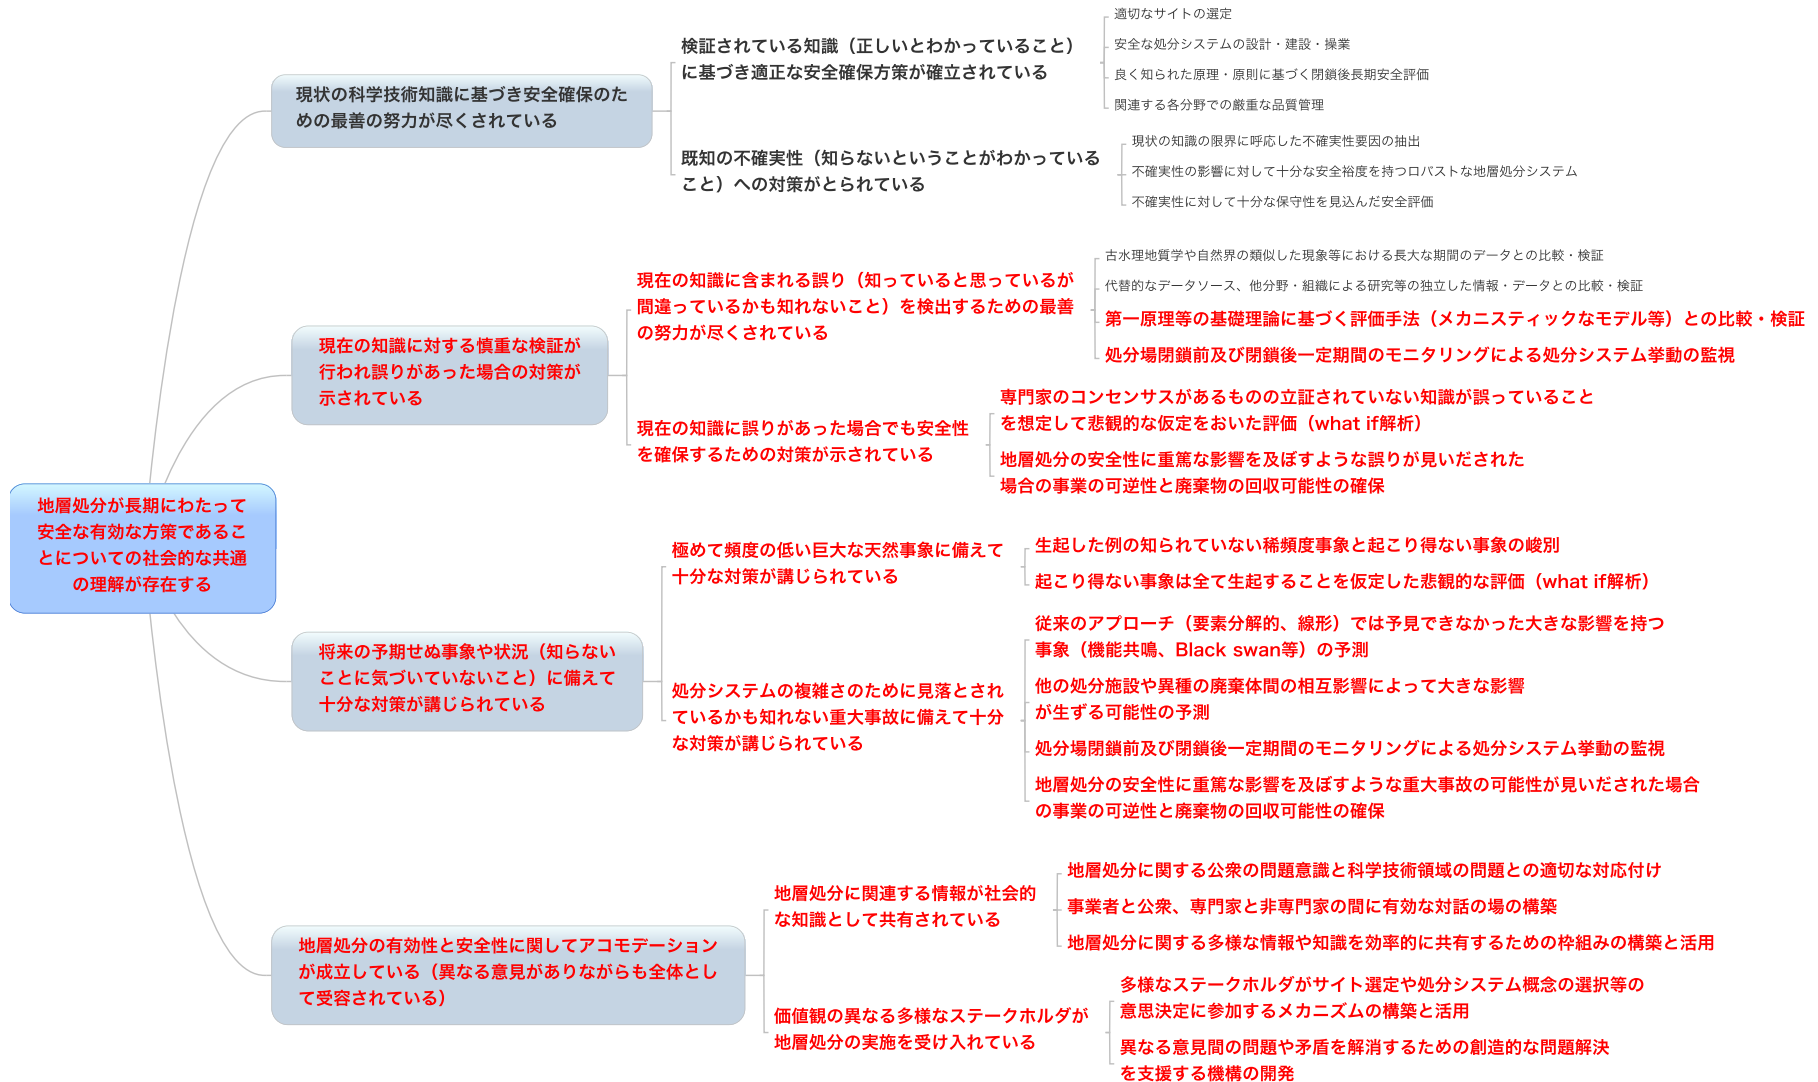 地層処分が長期にわたって
安全な有効な方策であるこ
とについての社会的な共通
の理解が存在する
現状の科学技術知識に基づき安全確保のた
めの最善の努力が尽くされている
検証されている知識（正しいとわかっていること）
に基づき適正な安全確保方策が確立されている
適切なサイトの選定
安全な処分システムの設計・建設・操業
良く知られた原理・原則に基づく閉鎖後長期安全評価
関連する各分野での厳重な品質管理
既知の不確実性（知らないということがわかっている
こと）への対策がとられている
現状の知識の限界に呼応した不確実性要因の抽出
不確実性の影響に対して十分な安全裕度を持つロバストな地層処分システム
不確実性に対して十分な保守性を見込んだ安全評価
現在の知識に対する慎重な検証が
行われ誤りがあった場合の対策が
示されている
現在の知識に含まれる誤り（知っていると思っているが
間違っているかも知れないこと）を検出するための最善
の努力が尽くされている
古水理地質学や自然界の類似した現象等における長大な期間のデータとの比較・検証
代替的なデータソース、他分野・組織による研究等の独立した情報・データとの比較・検証
第一原理等の基礎理論に基づく評価手法（メカニスティックなモデル等）との比較・検証
処分場閉鎖前及び閉鎖後一定期間のモニタリングによる処分システム挙動の監視
現在の知識に誤りがあった場合でも安全性
を確保するための対策が示されている
専門家のコンセンサスがあるものの立証されていない知識が誤っていること
を想定して悲観的な仮定をおいた評価（what if解析）
地層処分の安全性に重篤な影響を及ぼすような誤りが見いだされた
場合の事業の可逆性と廃棄物の回収可能性の確保
将来の予期せぬ事象や状況（知らない
ことに気づいていないこと）に備えて
十分な対策が講じられている
極めて頻度の低い巨大な天然事象に備えて
十分な対策が講じられている
生起した例の知られていない稀頻度事象と起こり得ない事象の峻別
起こり得ない事象は全て生起することを仮定した悲観的な評価（what if解析）
処分システムの複雑さのために見落とされ
ているかも知れない重大事故に備えて十分
な対策が講じられている
従来のアプローチ（要素分解的、線形）では予見できなかった大きな影響を持つ
事象（機能共鳴、Black swan等）の予測
他の処分施設や異種の廃棄体間の相互影響によって大きな影響
が生ずる可能性の予測
処分場閉鎖前及び閉鎖後一定期間のモニタリングによる処分システム挙動の監視
地層処分の安全性に重篤な影響を及ぼすような重大事故の可能性が見いだされた場合
の事業の可逆性と廃棄物の回収可能性の確保
地層処分の有効性と安全性に関してアコモデーション
が成立している（異なる意見がありながらも全体とし
て受容されている）
地層処分に関連する情報が社会的
な知識として共有されている
地層処分に関する公衆の問題意識と科学技術領域の問題との適切な対応付け
事業者と公衆、専門家と非専門家の間に有効な対話の場の構築
地層処分に関する多様な情報や知識を効率的に共有するための枠組みの構築と活用
価値観の異なる多様なステークホルダが
地層処分の実施を受け入れている
多様なステークホルダがサイト選定や処分システム概念の選択等の
意思決定に参加するメカニズムの構築と活用
異なる意見間の問題や矛盾を解消するための創造的な問題解決
を支援する機構の開発